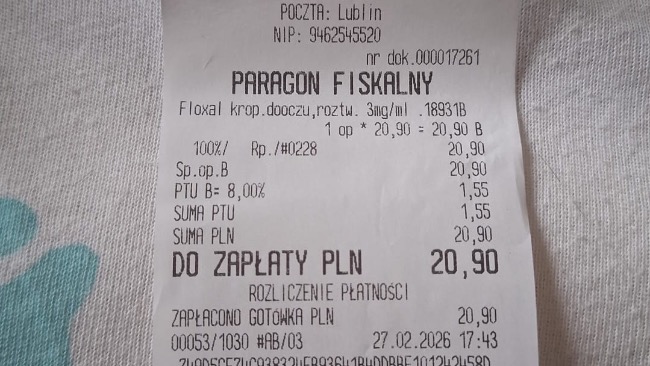 POCZTA: Lublin
NIP: 9462545520
nr dok.000017261
PARAGON FISKALNY
Floxal krop.dooczu,roztw. 3mg/ml .18931B
1 op * 20,90 = 20,90 B
100%/ Rp./#0228 20,90
Sp.op.B 20,90
PTU B= 8,00% 1,55
SUMA PTU 1,55
SUMA PLN 20,90
DO ZAPŁATY PLN 20,90
ROZLICZENIE PŁATNOŚCI
ZAPŁACONO GOTÓWKA PLN 20,90
00053/1030 #AB/03 27.02.2026 17:43